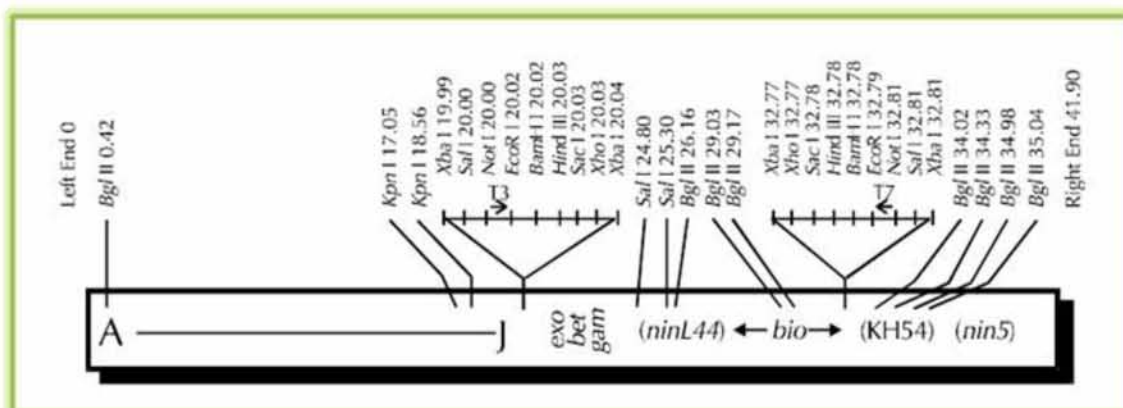 Left End 0
Bgl II 0.42
Kpn I 17.05
Kpn I 18.56
Xba I 19.99
Sal I 20.00
Not I 20.00
EcoR I 20.02
BamH I 20.02
Hind III 20.03
Sac I 20.03
Xho I 20.03
Xba I 20.04
T3
Sal I 24.80
Sal I 25.30
Bgl II 26.16
Bgl II 29.03
Bgl II 29.17
Xba I 32.77
Xho I 32.77
Sac I 32.78
Hind III 32.78
BamH I 32.78
EcoR I 32.79
Not I 32.81
Sal I 32.81
Xba I 32.81
T7
Bgl II 34.02
Bgl II 34.33
Bgl II 34.98
Bgl II 35.04
Right End 41.90
A
J
exo
bet
gam
(ninL44)
bio
(KH54)
(nin5)